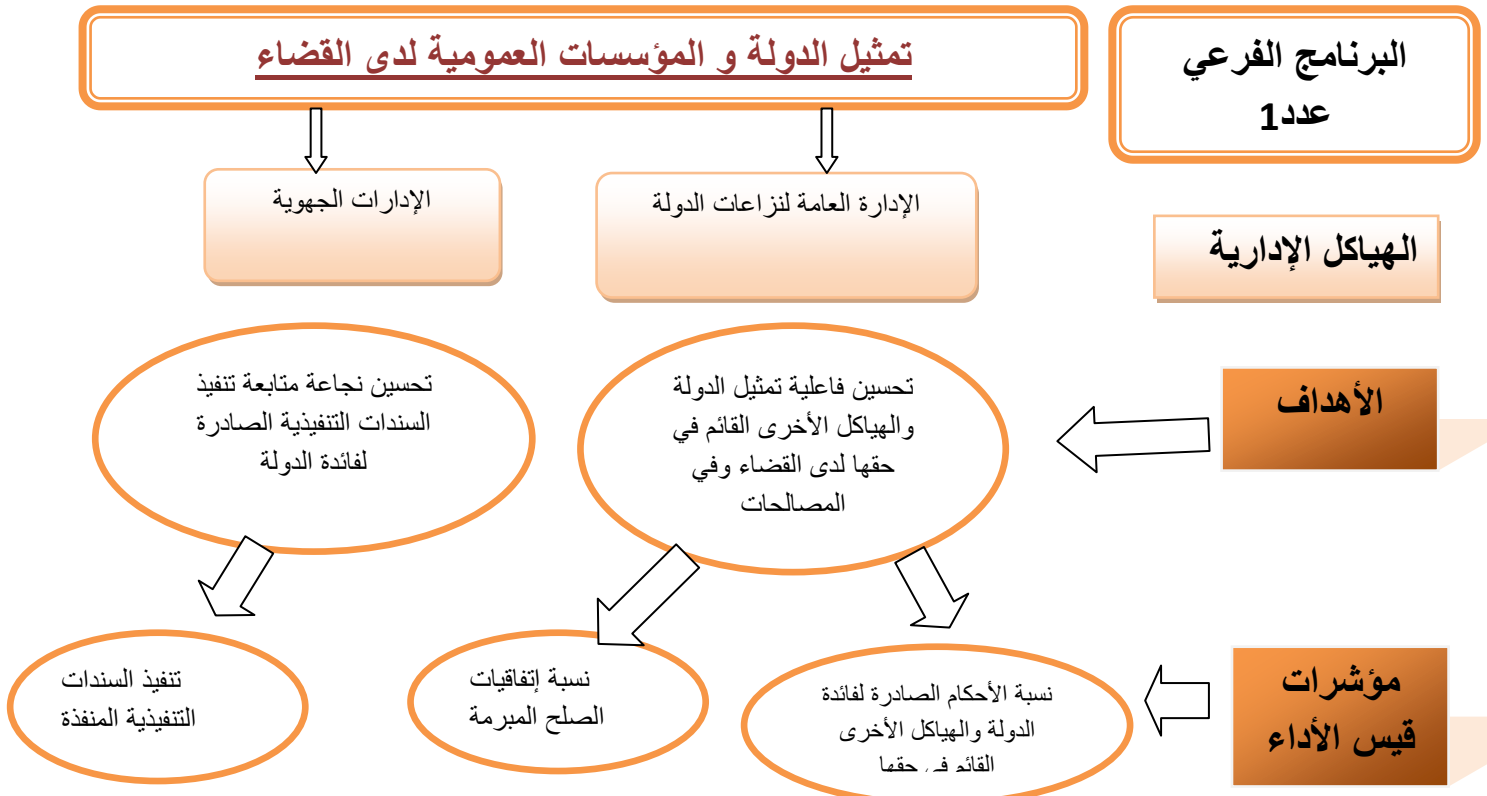 البرنامج الفرعي
عدد1
تمثيل الدولة و المؤسسات العمومية لدى القضاء
الهياكل الإدارية
الإدارة العامة لنزاعات الدولة
الإدارات الجهوية
الأهداف
تحسين فاعلية تمثيل الدولة
والهياكل الأخرى القائم في
حقها لدى القضاء وفي
المصالحات
تحسين نجاعة متابعة تنفيذ
السندات التنفيذية الصادرة
لفائدة الدولة
مؤشرات
قيس الأداء
نسبة الأحكام الصادرة لفائدة
الدولة والهياكل الأخرى
القائم في حقها
نسبة إتفاقيات
الصلح المبرمة
تنفيذ السندات
التنفيذية المنفذة